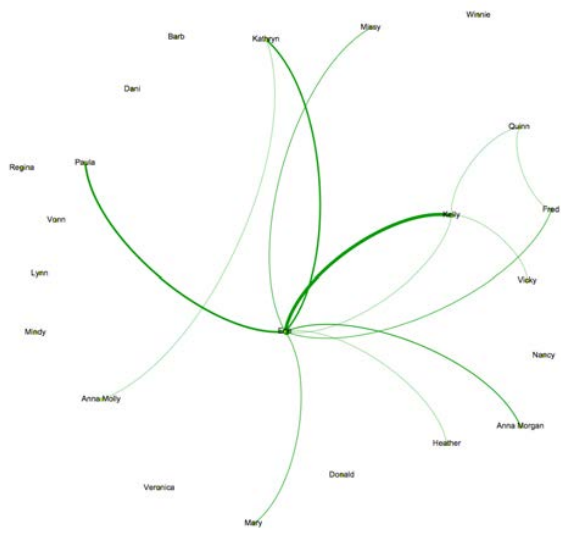 Winnie
Missy
Barb
Kathryn
Dani
Quinn
Paula
Regina
Fred
Kelly
Vonn
Lynn
Vicky
Mindy
Nancy
Anna Molly
Anna Morgan
Heather
Donald
Veranica
Mary